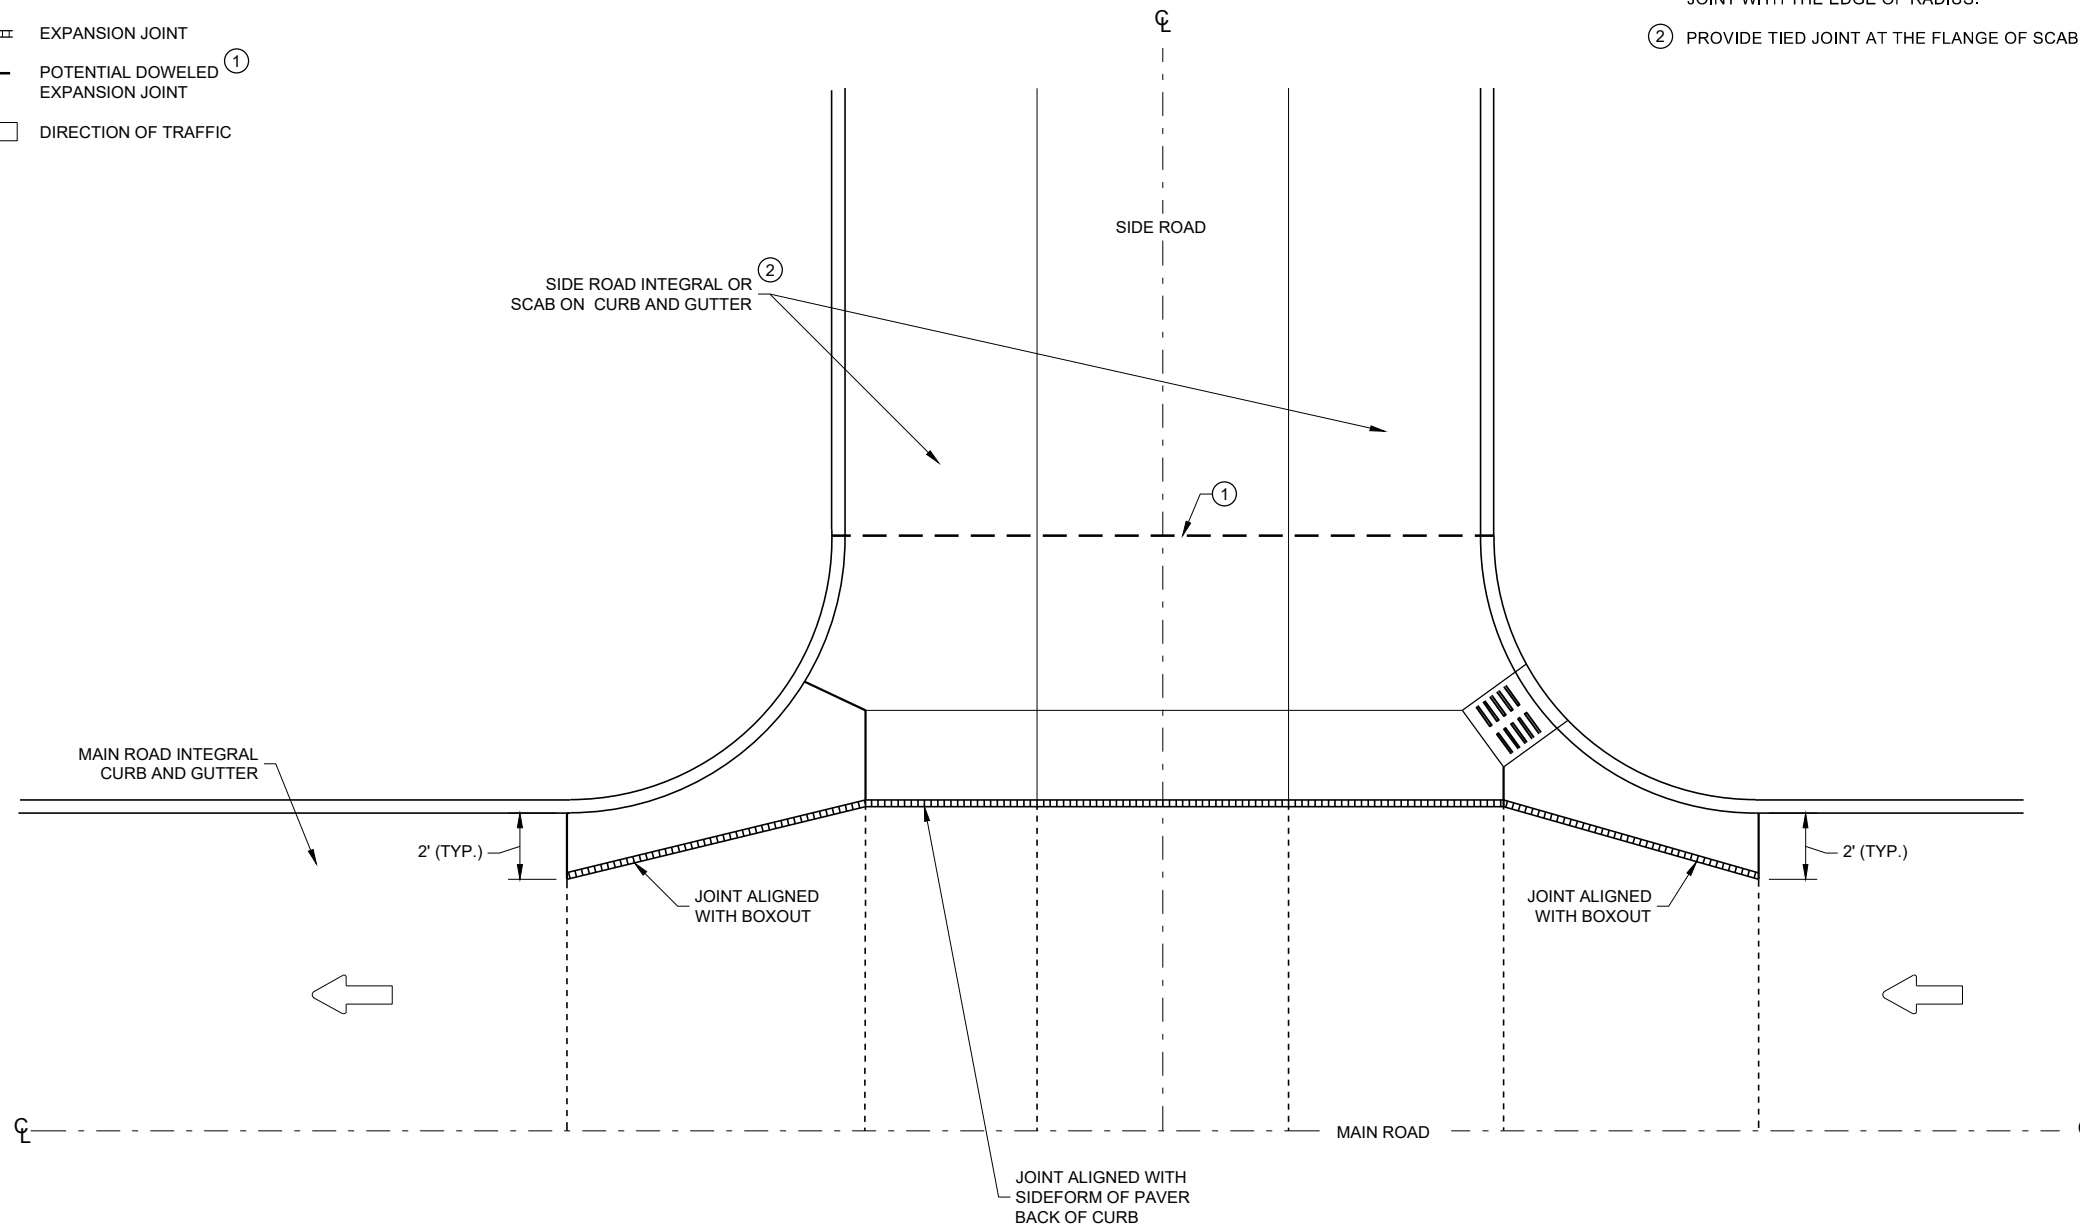 JOINT WITH THE EDGE OF RADIUS.
② PROVIDE TIED JOINT AT THE FLANGE OF SCAB
EXPANSION JOINT
POTENTIAL DOWELED ①
EXPANSION JOINT
DIRECTION OF TRAFFIC
℄
SIDE ROAD
SIDE ROAD INTEGRAL OR ②
SCAB ON CURB AND GUTTER
①
MAIN ROAD INTEGRAL
CURB AND GUTTER
2' (TYP.)
2' (TYP.)
JOINT ALIGNED
WITH BOXOUT
JOINT ALIGNED
WITH BOXOUT
℄
MAIN ROAD
JOINT ALIGNED WITH
SIDEFORM OF PAVER
BACK OF CURB